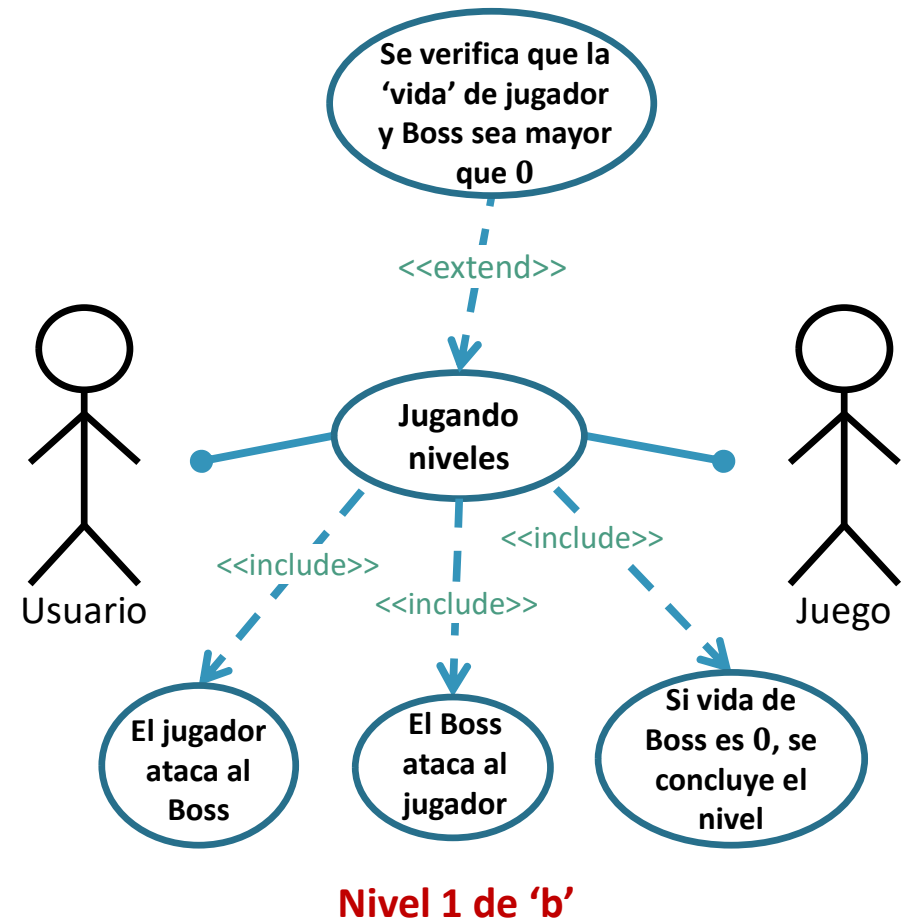 Se verifica que la
‘vida’ de jugador
y Boss sea mayor
que 0
<<extend>>
Jugando
niveles
<<include>>
<<include>>
<<include>>
Usuario
Juego
El jugador
ataca al
Boss
El Boss
ataca al
jugador
Si vida de
Boss es 0, se
concluye el
nivel
Nivel 1 de ‘b’